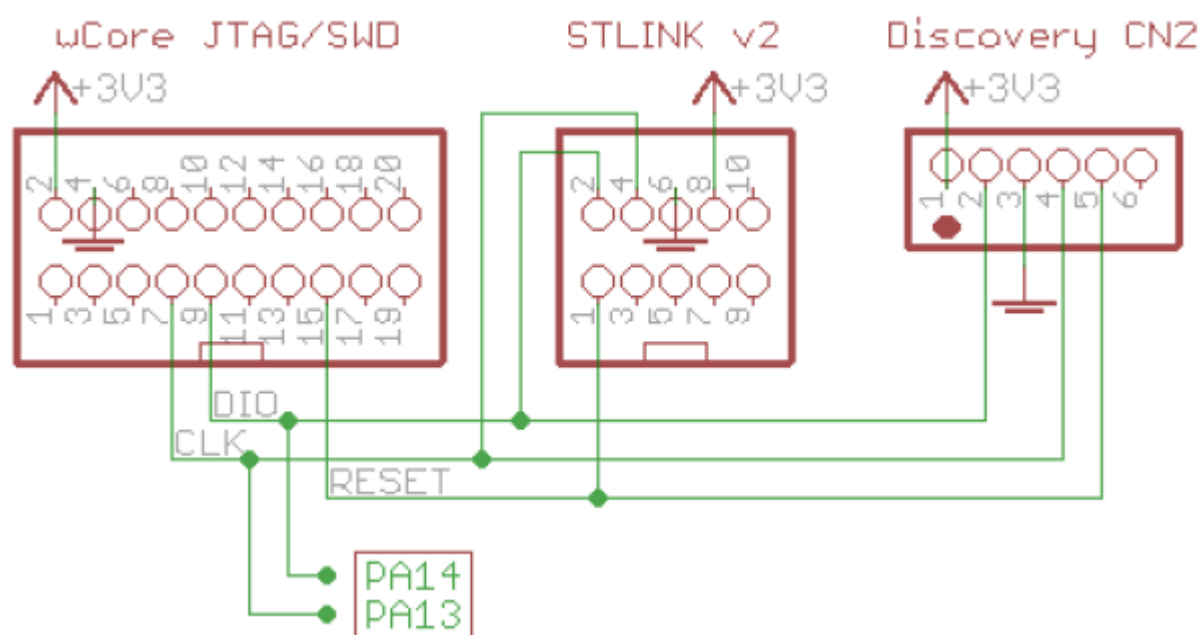 wCore JTAG/SWD STLINK v2 Discovery CN2
+3V3 +3V3 +3V3
2 4 6 8 10 12 14 16 18 20 2 4 6 8 10
1 2 3 4 5 6
1 3 5 7 9 11 13 15 17 19 1 3 5 7 9
DIO
CLK
RESET
PA14
PA13